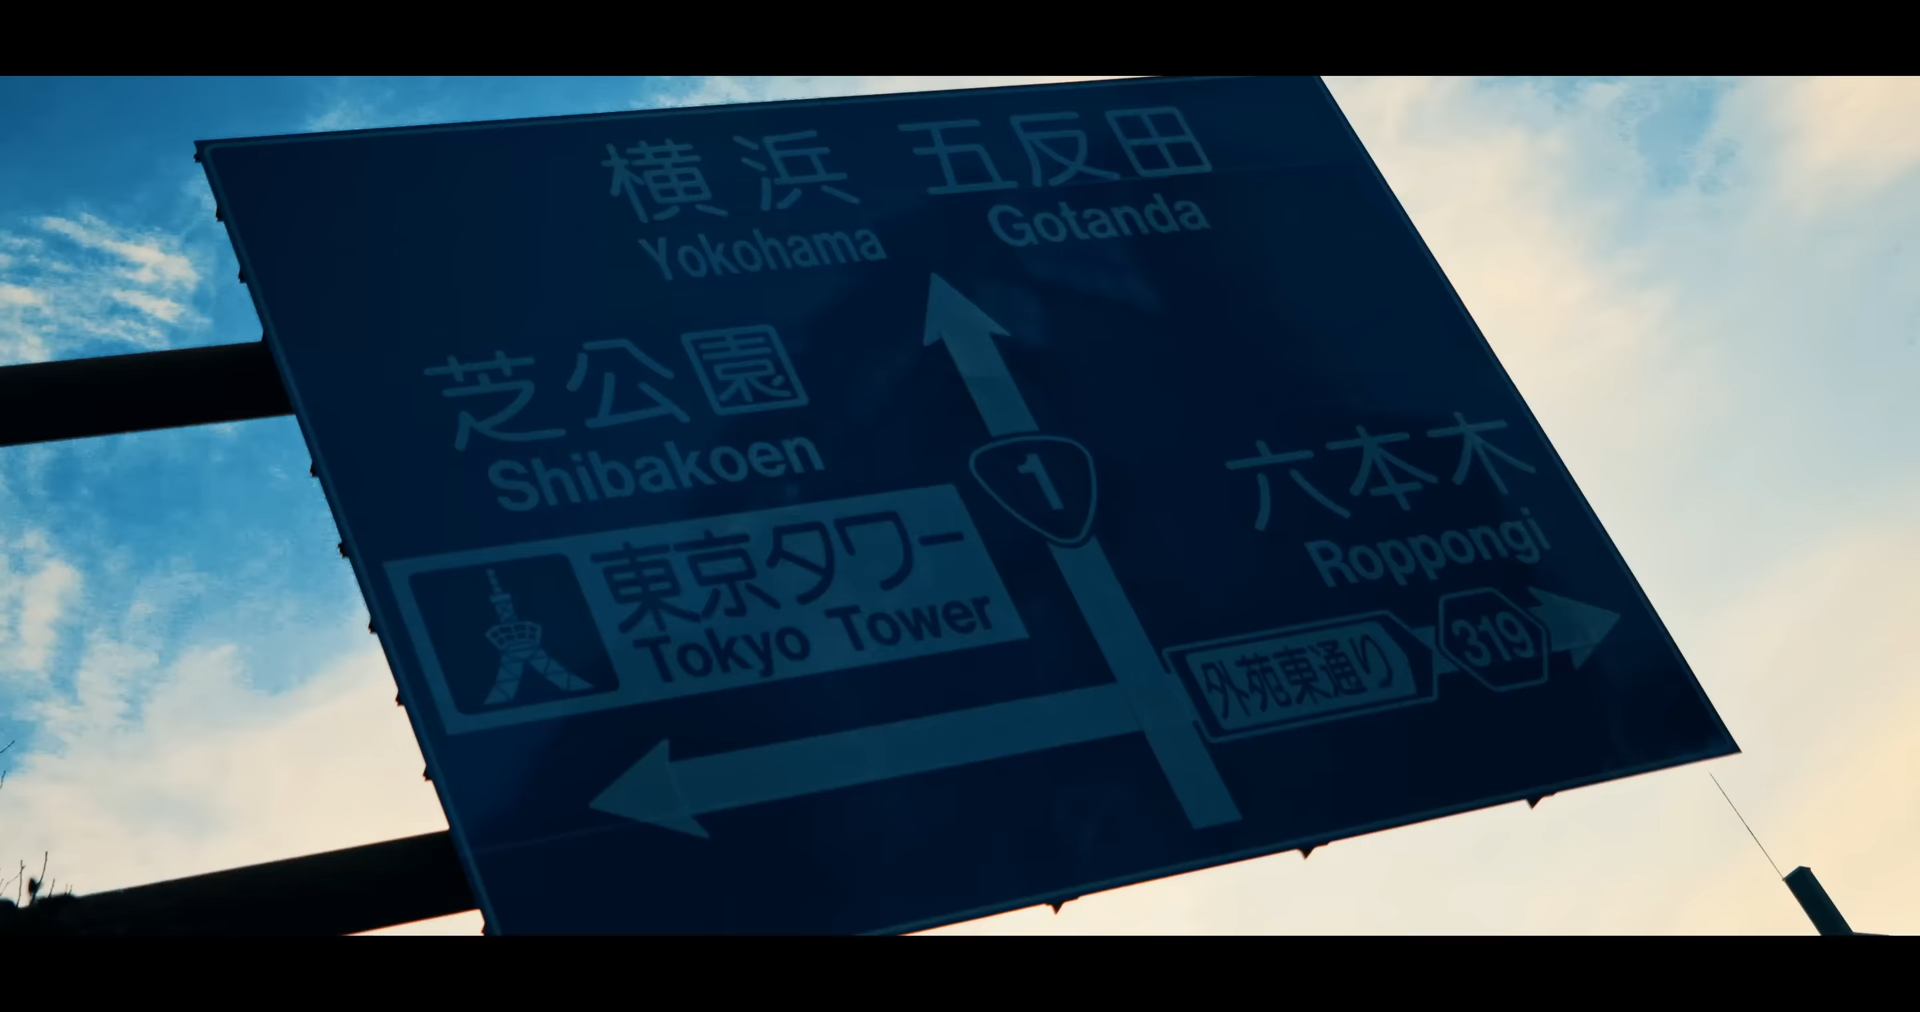 横浜 五反田
Yokohama Gotanda
芝公園
Shibakoen
東京タワー
Tokyo Tower
1
六本木
Roppongi
外苑東通り
319